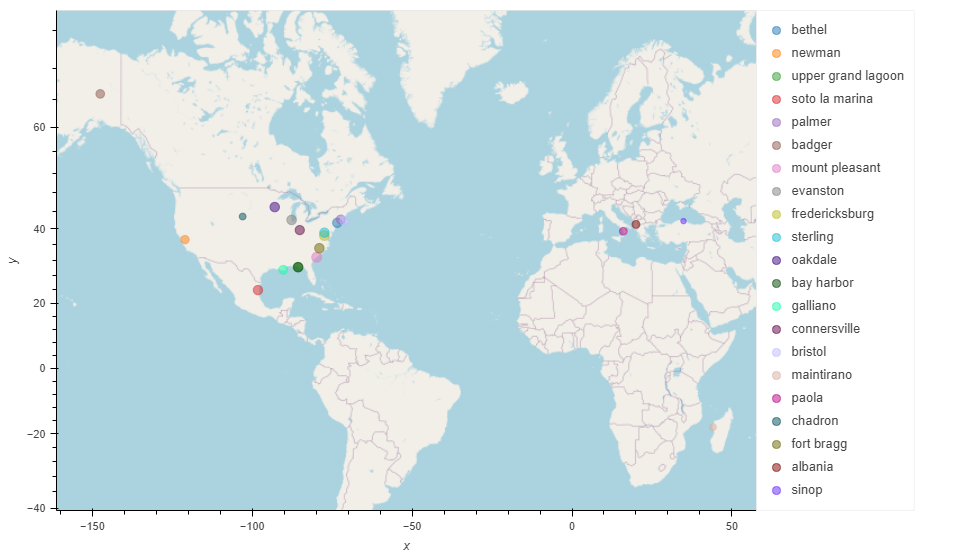 60
40
20
0
−20
−40
y
−150
−100
−50
0
50
x
bethel
newman
upper grand lagoon
soto la marina
palmer
badger
mount pleasant
evanston
fredericksburg
sterling
oakdale
bay harbor
galliano
connersville
bristol
maintirano
paola
chadron
fort bragg
albania
sinop